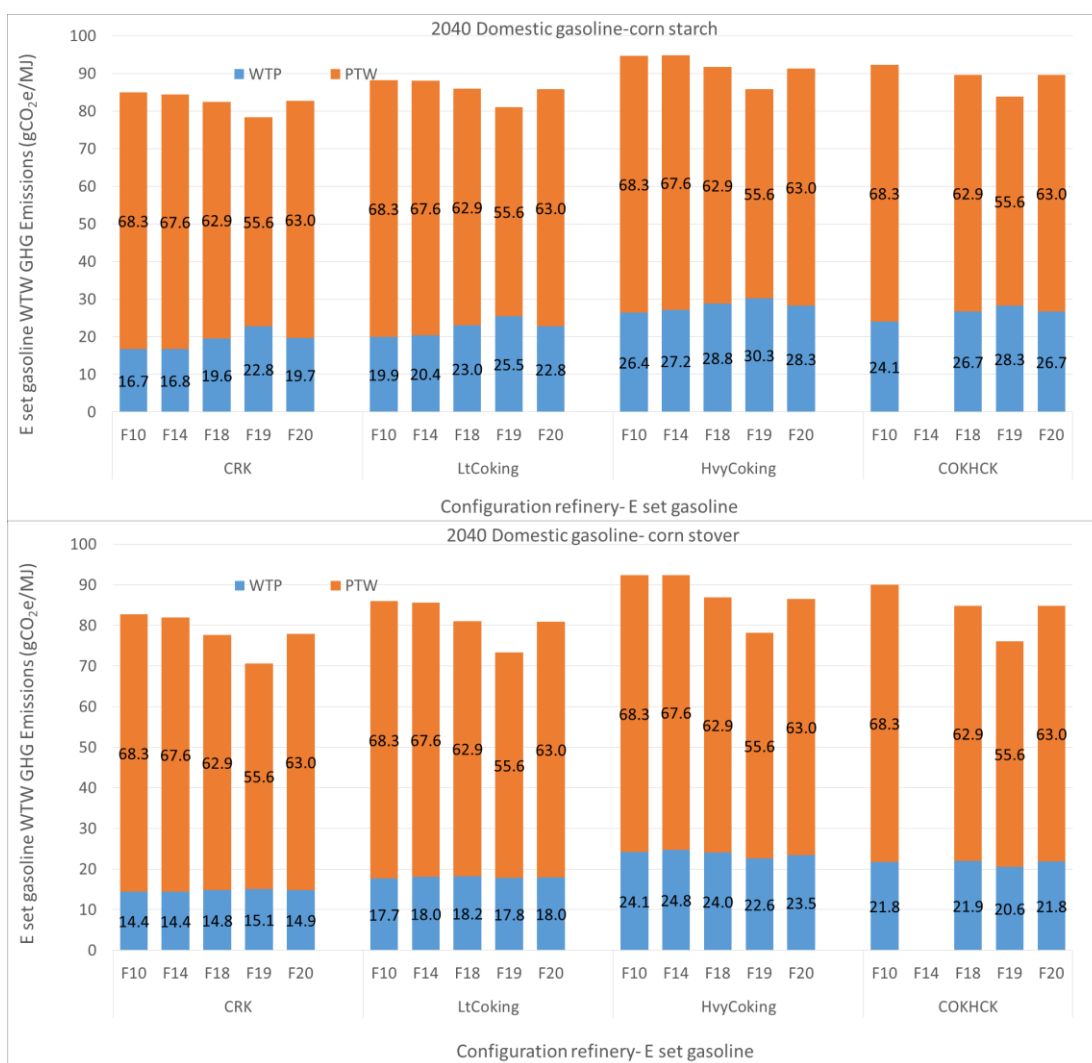 2040 Domestic gasoline-corn starch
WTP PTW
E set gasoline WTW GHG Emissions (gCO₂e/MJ)
100
90
80
70
60
50
40
30
20
10
0
68.3 67.6 62.9 55.6 63.0 68.3 67.6 62.9 55.6 63.0 68.3 67.6 62.9 55.6 63.0 68.3 62.9 55.6 63.0
16.7 16.8 19.6 22.8 19.7 19.9 20.4 23.0 25.5 22.8 26.4 27.2 28.8 30.3 28.3 24.1 26.7 28.3 26.7
F10 F14 F18 F19 F20 F10 F14 F18 F19 F20 F10 F14 F18 F19 F20 F10 F14 F18 F19 F20
CRK LtCoking HvyCoking COKHCK
Configuration refinery- E set gasoline
2040 Domestic gasoline- corn stover
WTP PTW
E set gasoline WTW GHG Emissions (gCO₂e/MJ)
100
90
80
70
60
50
40
30
20
10
0
68.3 67.6 62.9 55.6 63.0 68.3 67.6 62.9 55.6 63.0 68.3 67.6 62.9 55.6 63.0 68.3 62.9 55.6 63.0
14.4 14.4 14.8 15.1 14.9 17.7 18.0 18.2 17.8 18.0 24.1 24.8 24.0 22.6 23.5 21.8 21.9 20.6 21.8
F10 F14 F18 F19 F20 F10 F14 F18 F19 F20 F10 F14 F18 F19 F20 F10 F14 F18 F19 F20
CRK LtCoking HvyCoking COKHCK
Configuration refinery- E set gasoline